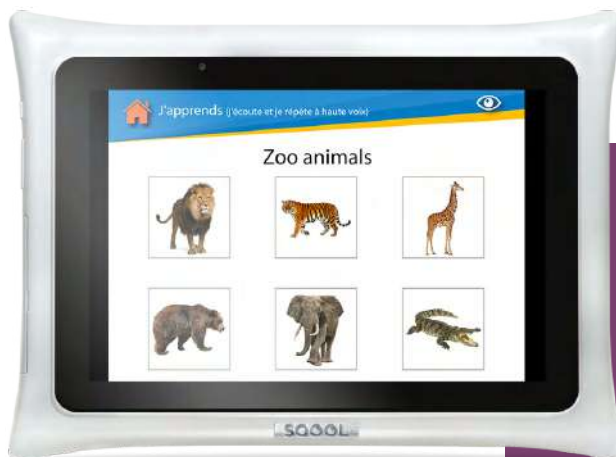 J'apprends (j'écoute et je répète à haute voix)
Zoo animals
SQOOL